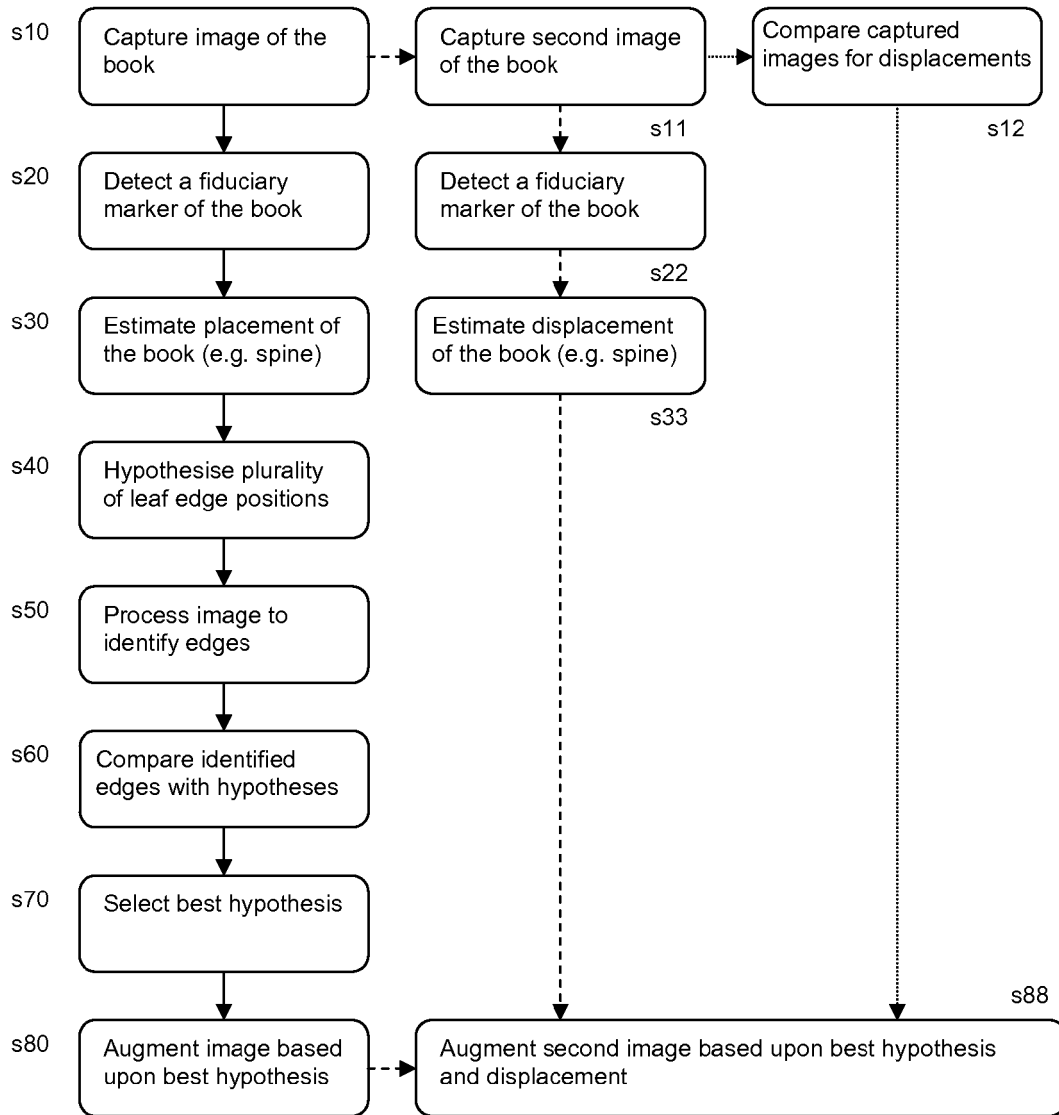 s10
Capture image of the
book
Capture second image
of the book
Compare captured
images for displacements
s11
s12
s20
Detect a fiduciary
marker of the book
Detect a fiduciary
marker of the book
s22
s30
Estimate placement of
the book (e.g. spine)
Estimate displacement
of the book (e.g. spine)
s33
s40
Hypothesise plurality
of leaf edge positions
s50
Process image to
identify edges
s60
Compare identified
edges with hypotheses
s70
Select best hypothesis
s88
s80
Augment image based
upon best hypothesis
Augment second image based upon best hypothesis
and displacement